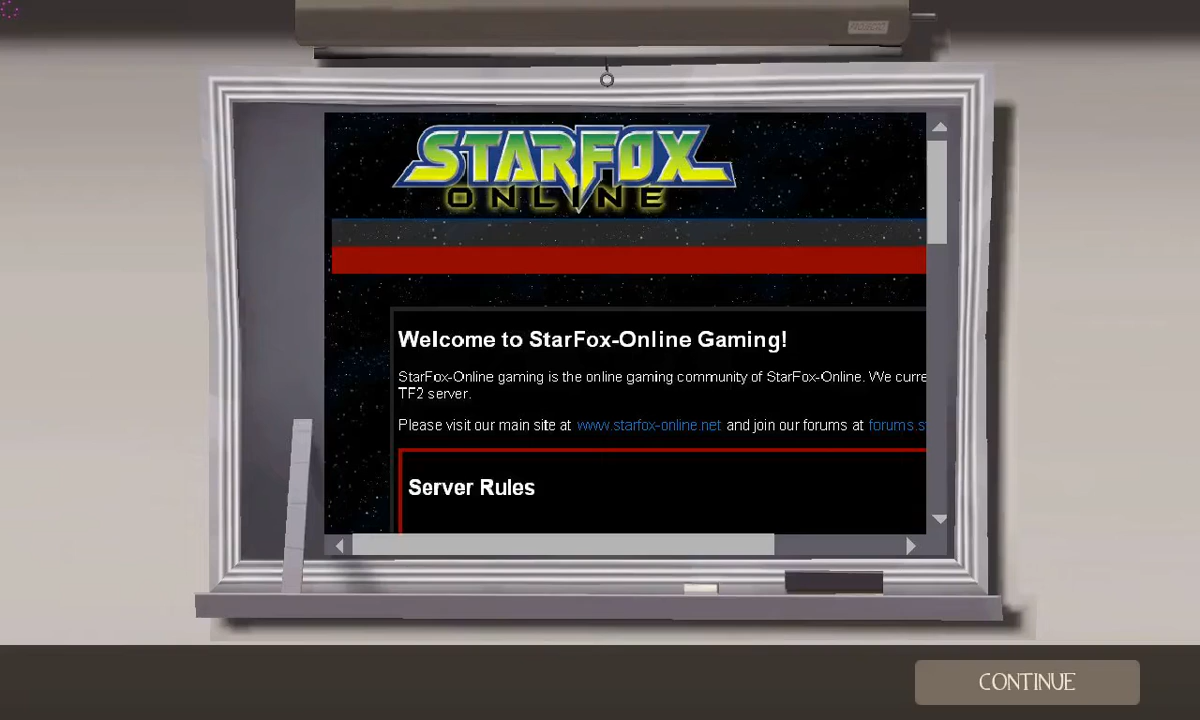 STARFOX
ONLINE
Welcome to StarFox-Online Gaming!
StarFox-Online gaming is the online gaming community of StarFox-Online. We curre
TF2 server.
Please visit our main site at www.starfox-online.net and join our forums at forums.s
Server Rules
CONTINUE